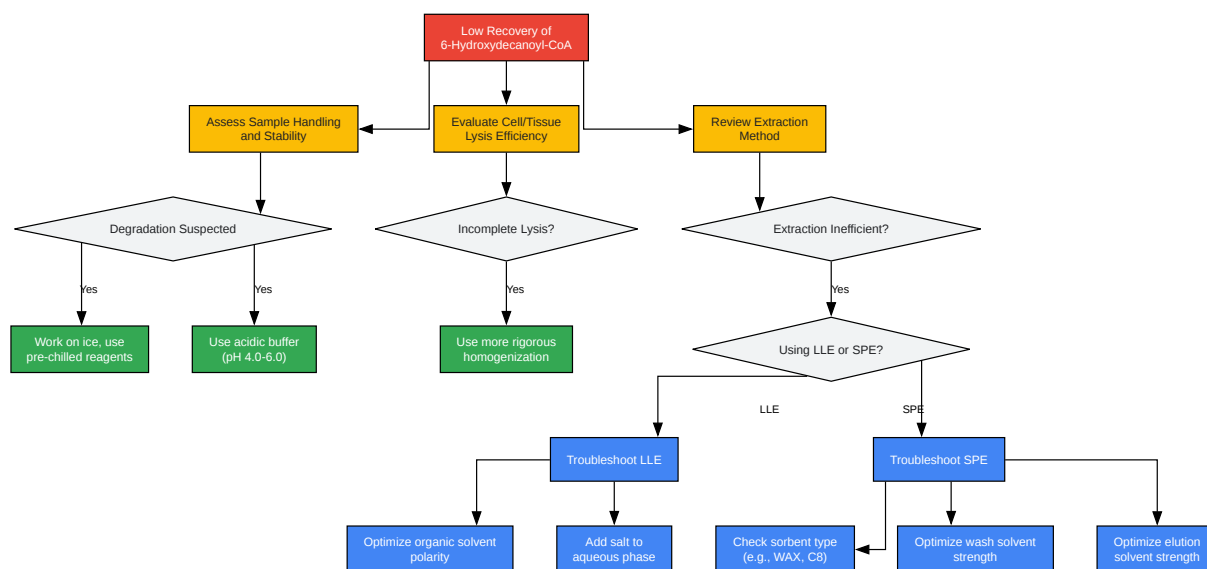 Low Recovery of
6-Hydroxydecanoyl-CoA
Assess Sample Handling
and Stability
Evaluate Cell/Tissue
Lysis Efficiency
Review Extraction
Method
Degradation Suspected
Incomplete Lysis?
Extraction Inefficient?
Yes
Yes
Yes
Yes
Work on ice, use
pre-chilled reagents
Use acidic buffer
(pH 4.0-6.0)
Use more rigorous
homogenization
Using LLE or SPE?
LLE
SPE
Troubleshoot LLE
Troubleshoot SPE
Optimize organic solvent
polarity
Add salt to
aqueous phase
Check sorbent type
(e.g., WAX, C8)
Optimize wash solvent
strength
Optimize elution
solvent strength